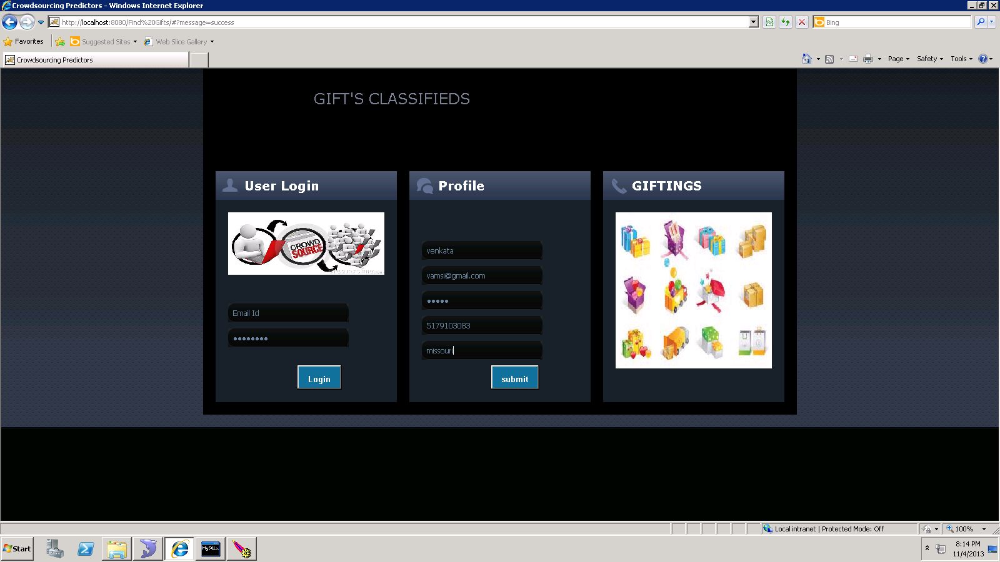 Crowdsourcing Predictors - Windows Internet Explorer
http://localhost:8080/Find%20Gifts/#?message=success
Bing
Favorites
Suggested Sites
Web Slice Gallery
Crowdsourcing Predictors
Page
Safety
Tools
GIFT'S CLASSIFIEDS
User Login
Profile
GIFTINGS
CROWD
SOURCE
venkata
vamsi@gmail.com
•••••
5179103083
missouri
Email Id
••••••••
Login
submit
Local intranet | Protected Mode: Off
100%
Start
MySQL
8:14 PM
11/4/2013